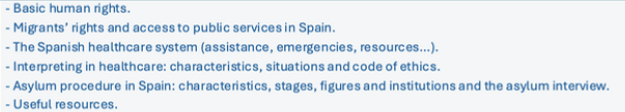 - Basic human rights.
- Migrants' rights and access to public services in Spain.
- The Spanish healthcare system (assistance, emergencies, resources...).
- Interpreting in healthcare: characteristics, situations and code of ethics.
- Asylum procedure in Spain: characteristics, stages, figures and institutions and the asylum interview.
- Useful resources.